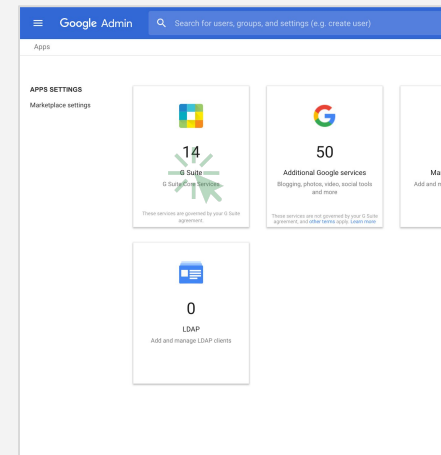 Google Admin
Search for users, groups, and settings (e.g. create user)
Apps
APPS SETTINGS
Marketplace settings
14
G Suite
G Suite Core Services
These services are governed by your G Suite
agreement.
50
Additional Google services
Blogging, photos, video, social tools
and more
These services are not governed by your G Suite
agreement, and other terms apply. Learn more
Add and
0
LDAP
Add and manage LDAP clients